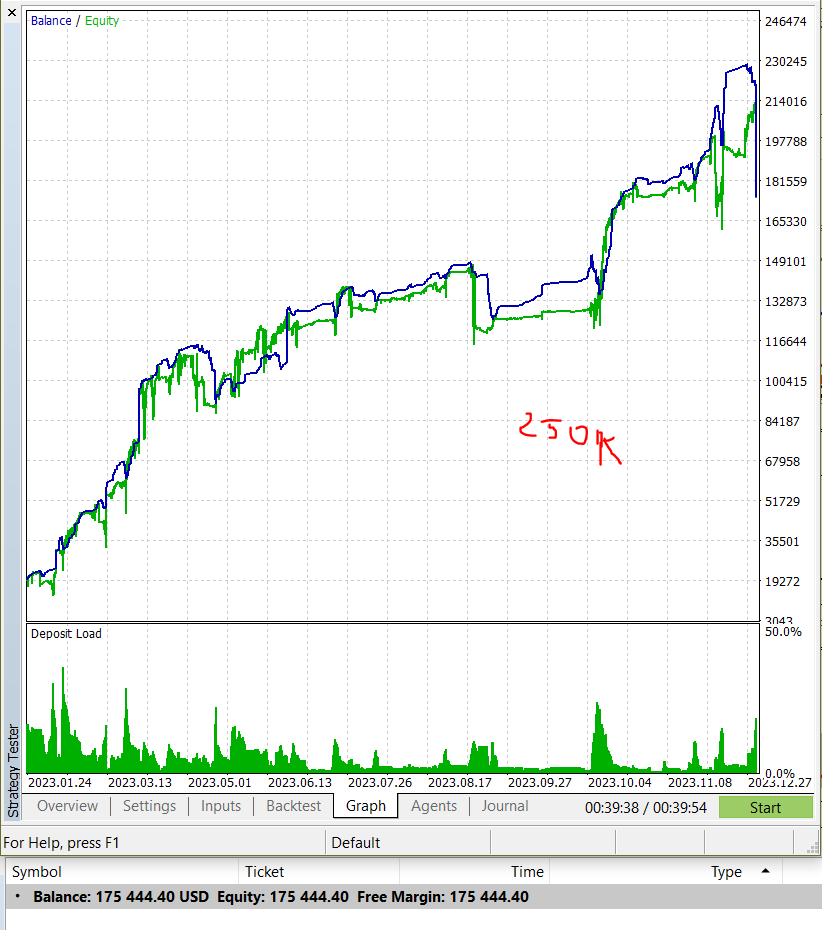 Balance / Equity
246474
230245
214016
197788
181559
165330
149101
132873
116644
100415
84187
250K
67958
51729
35501
19272
3043
Deposit Load
50.0%
0.0%
2023.01.24 2023.03.13 2023.05.01 2023.06.13 2023.07.26 2023.08.17 2023.09.27 2023.10.04 2023.11.08 2023.12.27
Strategy Tester
Overview Settings Inputs Backtest Graph Agents Journal 00:39:38 / 00:39:54 Start
For Help, press F1 Default
Symbol Ticket Time Type
• Balance: 175 444.40 USD Equity: 175 444.40 Free Margin: 175 444.40